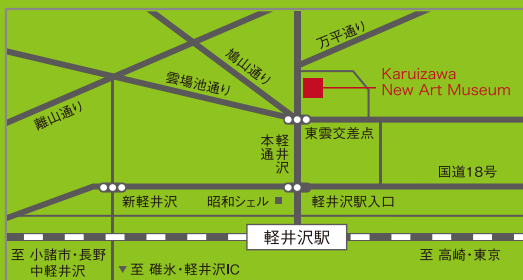 万平通り
鳩山通り
雲場池通り
離山通り
Karuizawa
New Art Museum
東雲交差点
軽井沢
本通
国道18号
新軽井沢
昭和シェル
軽井沢駅入口
軽井沢駅
至 小諸市・長野
中軽井沢
▼至 碓氷・軽井沢IC
至 高崎・東京